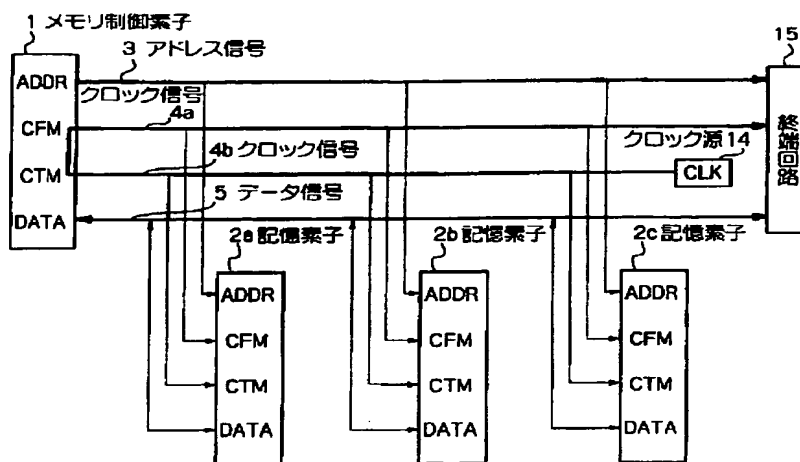 1 メモリ制御素子
3 アドレス信号
15
ADDR
クロック信号
4a
CFM
クロック源14
4b クロック信号
CLK
CTM
5 データ信号
DATA
終端回路
2a 記憶素子
2b 記憶素子
2c 記憶素子
ADDR
ADDR
ADDR
CFM
CFM
CFM
CTM
CTM
CTM
DATA
DATA
DATA